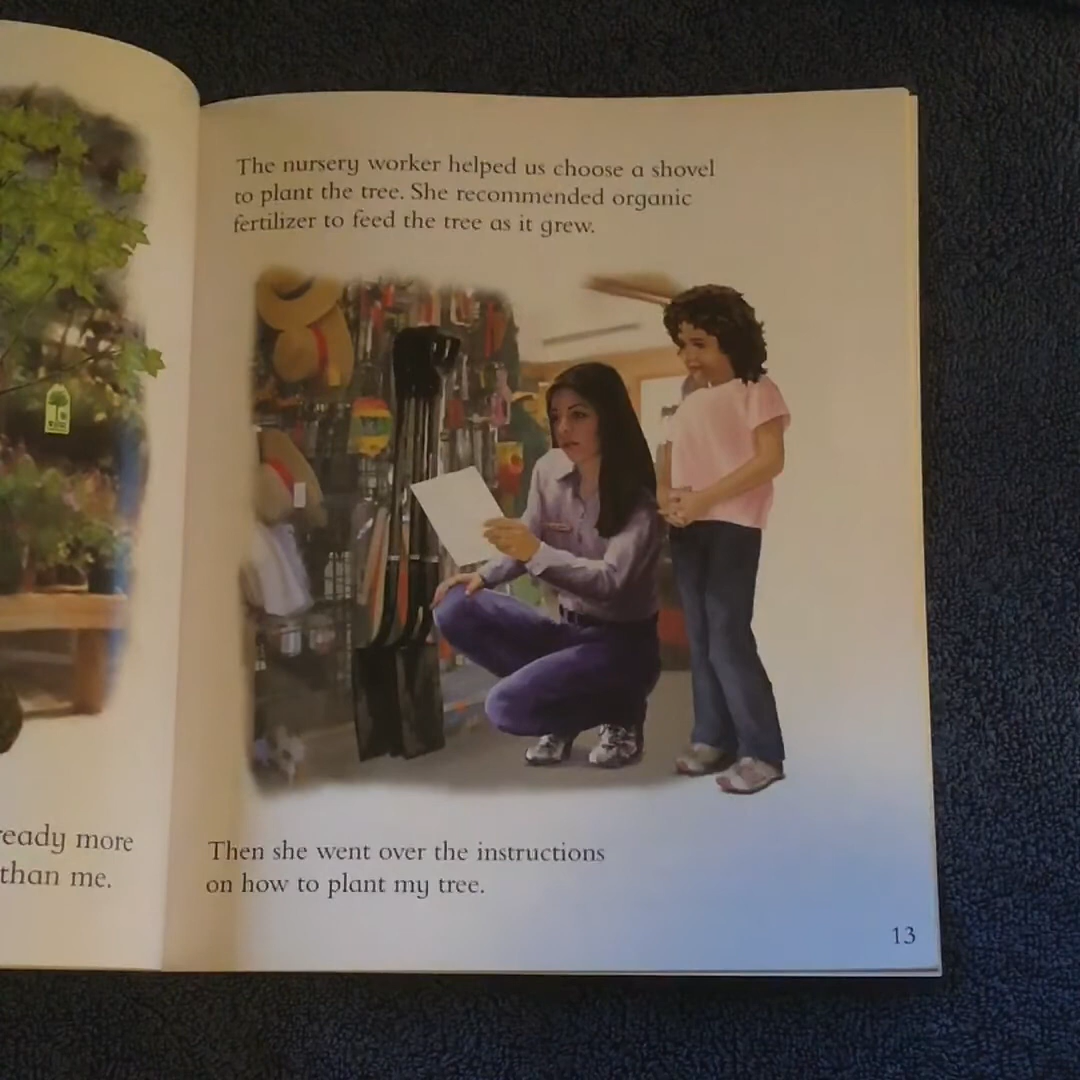 ready more
than me.
The nursery worker helped us choose a shovel
to plant the tree. She recommended organic
fertilizer to feed the tree as it grew.
Then she went over the instructions
on how to plant my tree.
13